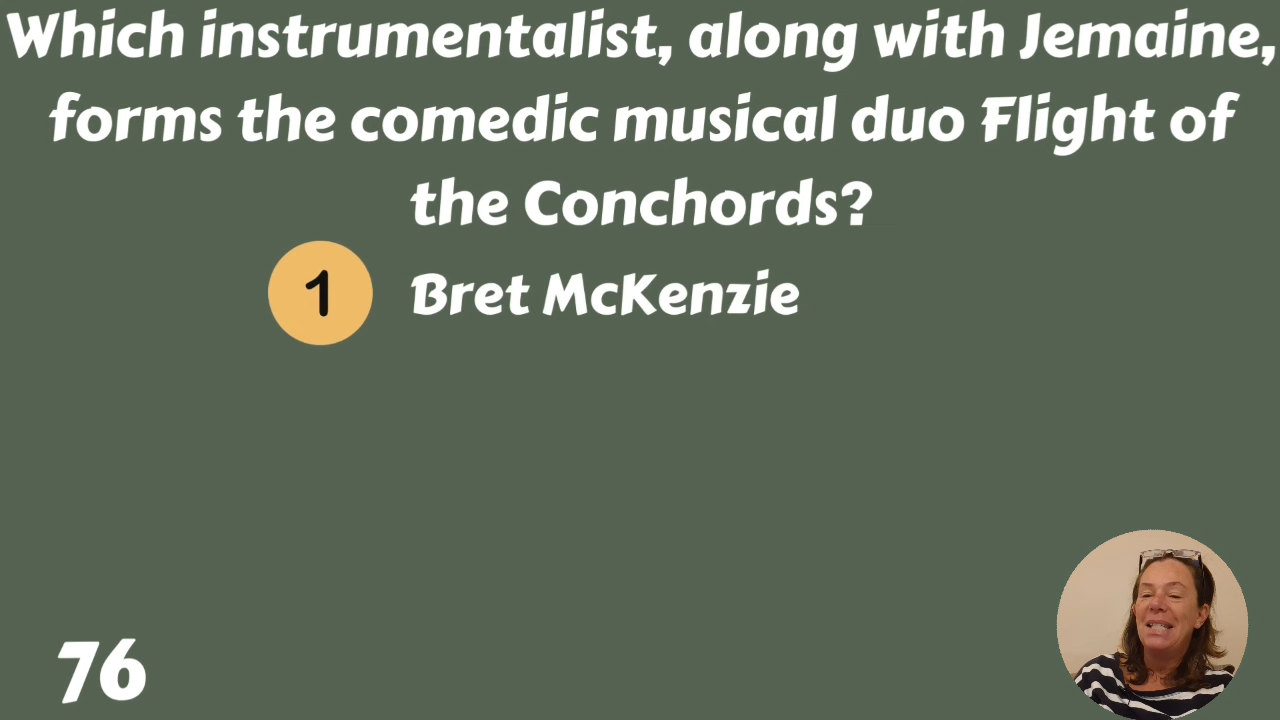 Which instrumentalist, along with Jemaine,
forms the comedic musical duo Flight of
the Conchords?
1 Bret McKenzie
76